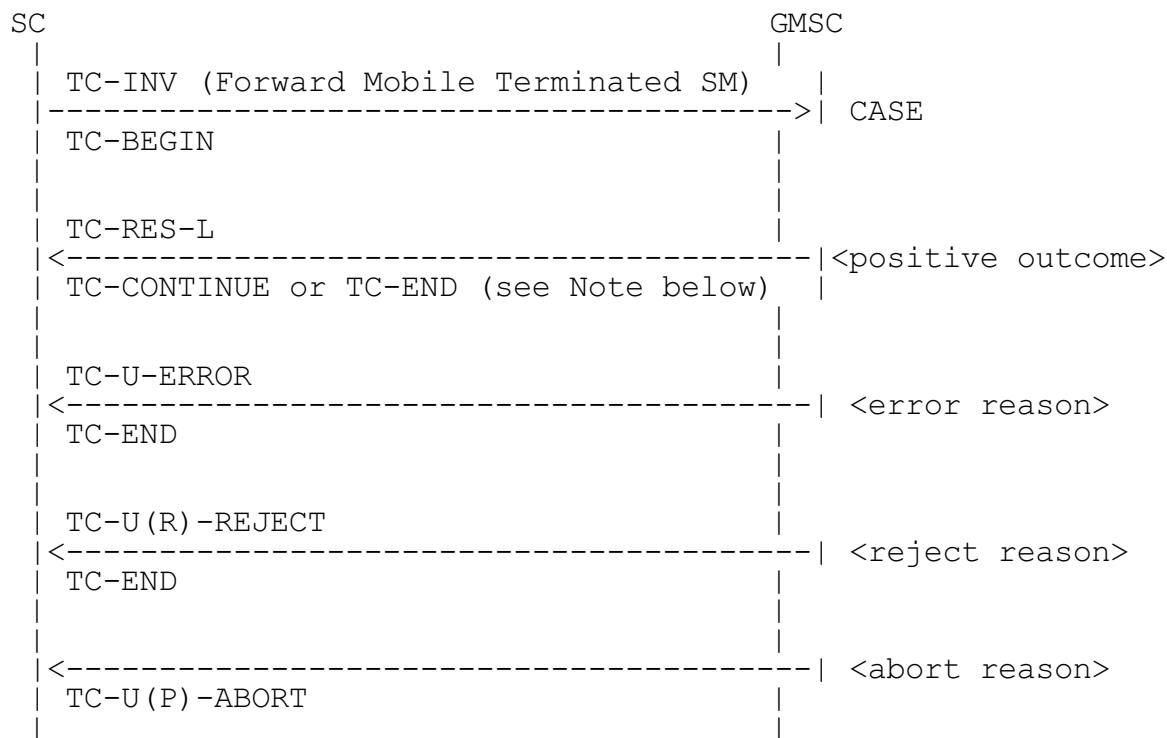 SC GMSC
TC-INV (Forward Mobile Terminated SM)
CASE
TC-BEGIN
TC-RES-L
<positive outcome>
TC-CONTINUE or TC-END (see Note below)
TC-U-ERROR
<error reason>
TC-END
TC-U(R)-REJECT
<reject reason>
TC-END
<abort reason>
TC-U(P)-ABORT